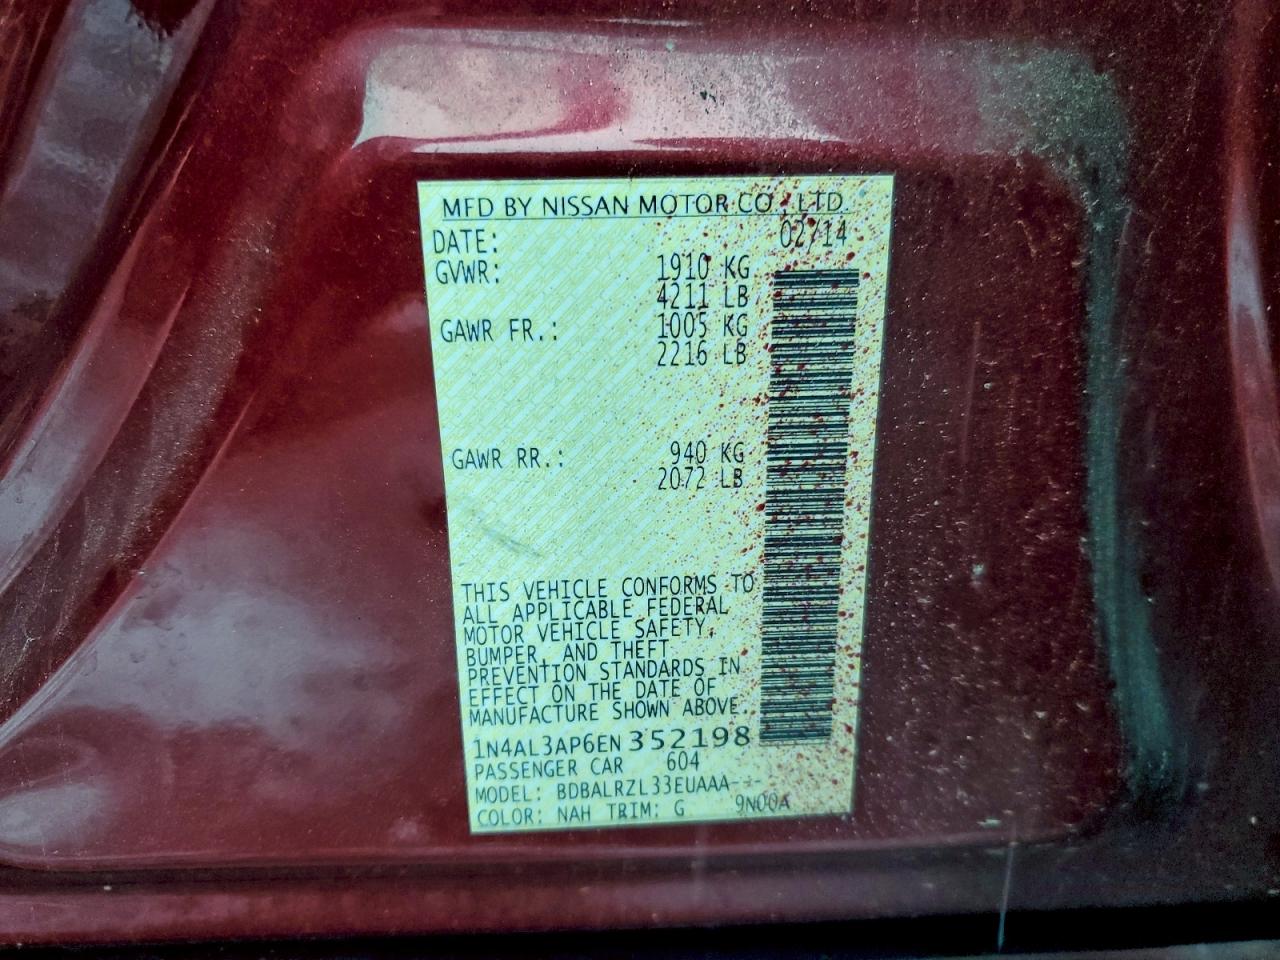 MFD BY NISSAN MOTOR CO., LTD.
DATE: 02/14
GVWR: 1910 KG
4211 LB
GAWR FR.: 1005 KG
2216 LB
GAWR RR.: 940 KG
2072 LB
THIS VEHICLE CONFORMS TO
ALL APPLICABLE FEDERAL
MOTOR VEHICLE SAFETY,
BUMPER, AND THEFT
PREVENTION STANDARDS IN
EFFECT ON THE DATE OF
MANUFACTURE SHOWN ABOVE.
1N4AL3AP6EN352198
PASSENGER CAR 604
MODEL: BDBALRZL33EUAAA---
COLOR: NAH TRIM: G 9N00A